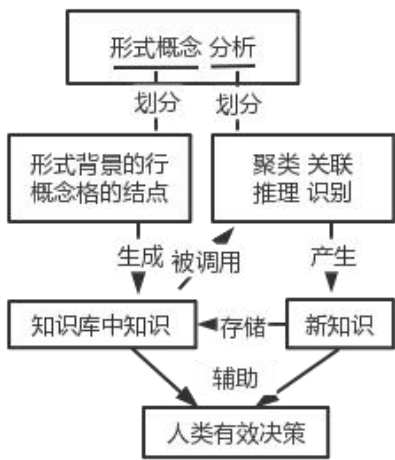 形式概念 分析
划分 划分
形式背景的行
概念格的结点
聚类 关联
推理 识别
生成 被调用 产生
知识库中知识 存储 新知识
辅助
人类有效决策